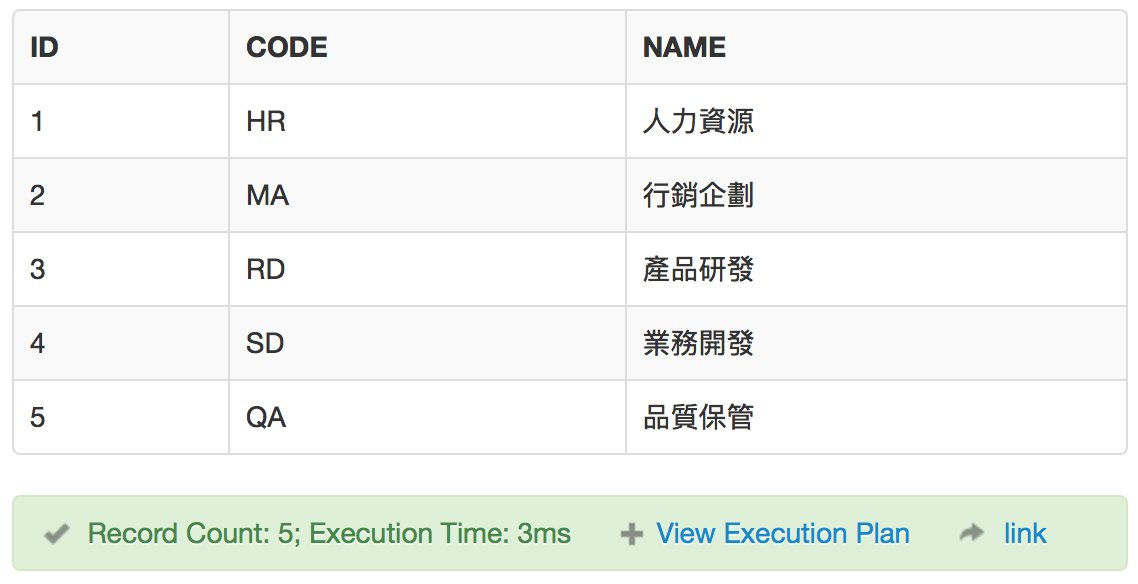 ID CODE NAME
1 HR 人力資源
2 MA 行銷企劃
3 RD 產品研發
4 SD 業務開發
5 QA 品質保管
Record Count: 5; Execution Time: 3ms View Execution Plan link